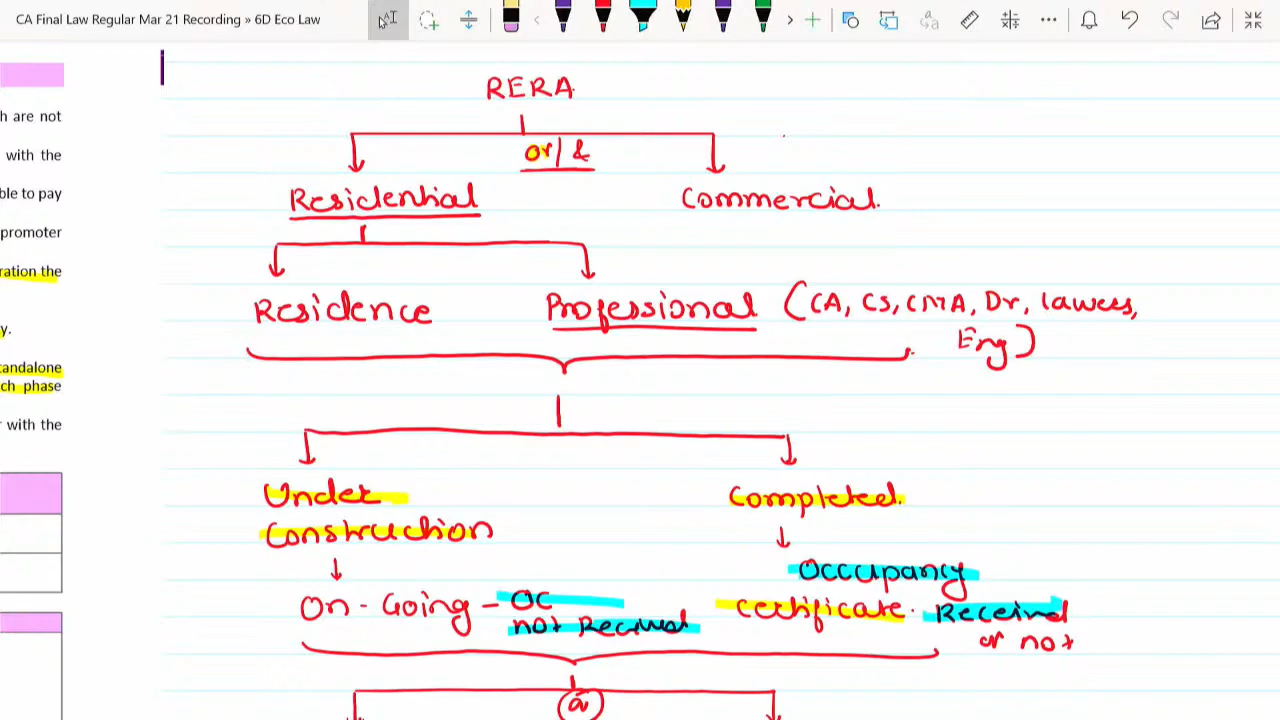 CA Final Law Regular Mar 21 Recording » 6D Eco Law
h are not
with the
ble to pay
promoter
ration the
y.
tandalone
ch phase
with the
RERA
or/ &
Residential
Commercial.
Residence
Professional (CA, CS, CMA, Dr, lawers,
Eng)
Under
Construction
Completed.
On-Going - OC
not Received
Occupancy
certificate. Received
or not
a